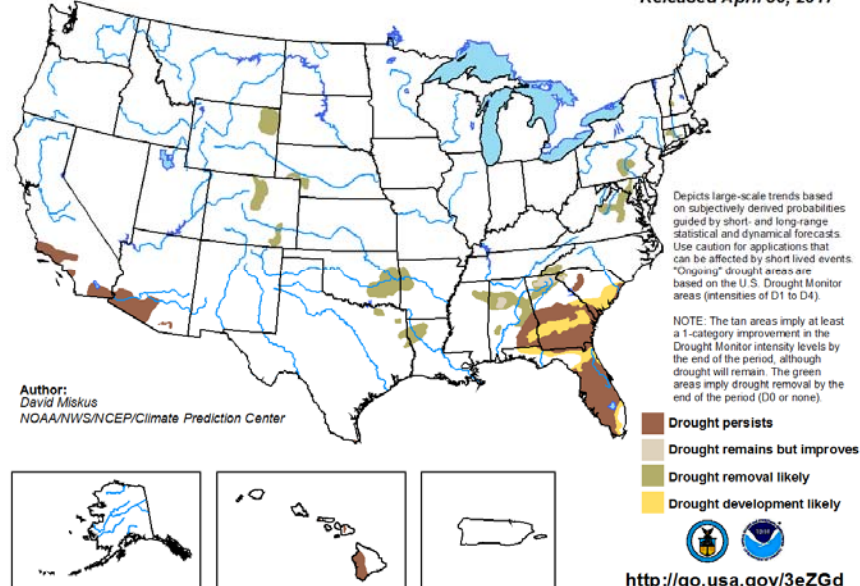 Released April 30, 2017
Depicts large-scale trends based
on subjectively derived probabilities
guided by short- and long-range
statistical and dynamical forecasts.
Use caution for applications that
can be affected by short lived events.
"Ongoing" drought areas are
based on the U.S. Drought Monitor
areas (intensities of D1 to D4).
NOTE: The tan areas imply at least
a 1-category improvement in the
Drought Monitor intensity levels by
the end of the period, although
drought will remain. The green
areas imply drought removal by the
end of the period (D0 or none).
Author:
David Miskus
NOAA/NWS/NCEP/Climate Prediction Center
Drought persists
Drought remains but improves
Drought removal likely
Drought development likely
http://go.usa.gov/3eZGd